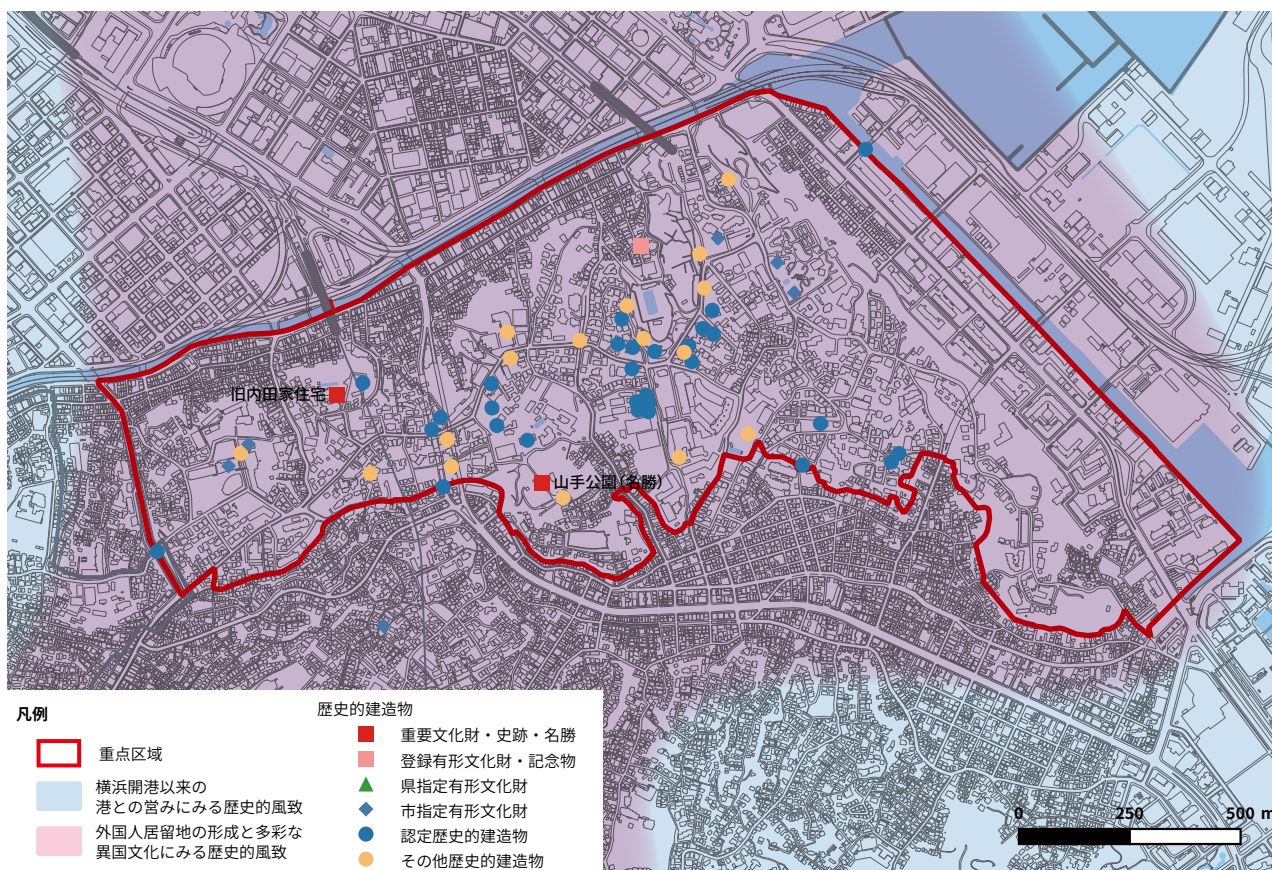 旧内田家住宅
山手公園(名勝)
凡例
重点区域
横浜開港以来の
港との営みにみる歴史的風致
外国人居留地の形成と多彩な
異国文化にみる歴史的風致
歴史的建造物
重要文化財・史跡・名勝
登録有形文化財・記念物
県指定有形文化財
市指定有形文化財
認定歴史的建造物
その他歴史的建造物
0 250 500 m